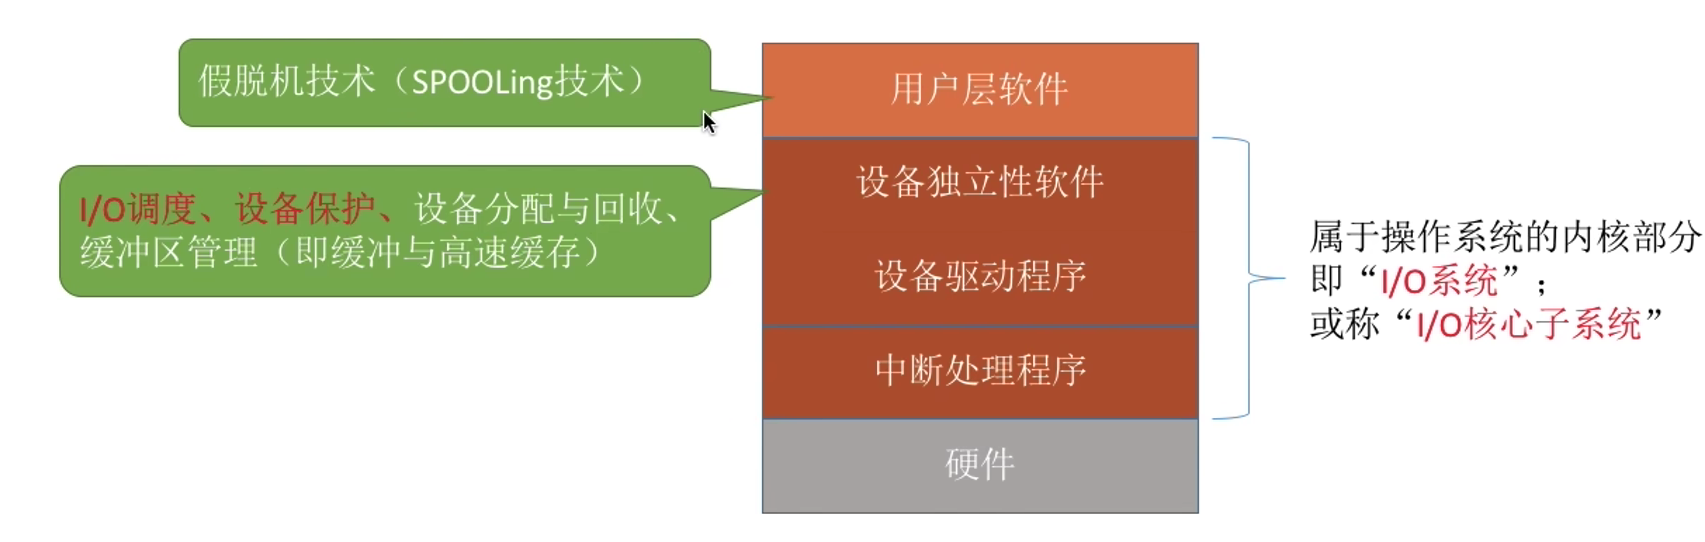 假脱机技术（SPOOLing技术）
用户层软件
I/O调度、设备保护、设备分配与回收、
缓冲区管理（即缓冲与高速缓存）
设备独立性软件
设备驱动程序
中断处理程序
硬件
属于操作系统的内核部分
即“I/O系统”；
或称“I/O核心子系统”